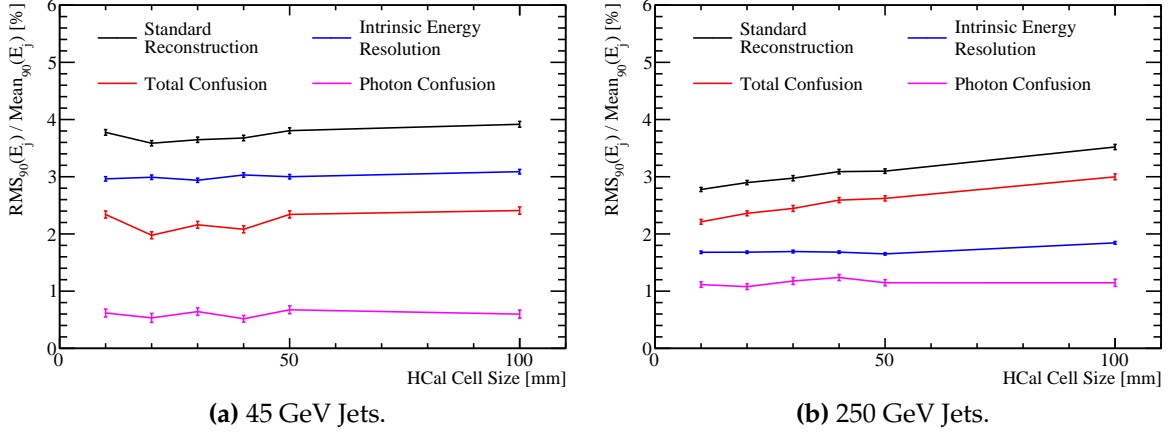 RMS90(Ej) / Mean90(Ej) [%]
6
5
4
3
2
1
0
Standard Reconstruction
Intrinsic Energy Resolution
Total Confusion
Photon Confusion
0 50 100
HCal Cell Size [mm]
(a) 45 GeV Jets.
RMS90(Ej) / Mean90(Ej) [%]
6
5
4
3
2
1
0
Standard Reconstruction
Intrinsic Energy Resolution
Total Confusion
Photon Confusion
0 50 100
HCal Cell Size [mm]
(b) 250 GeV Jets.